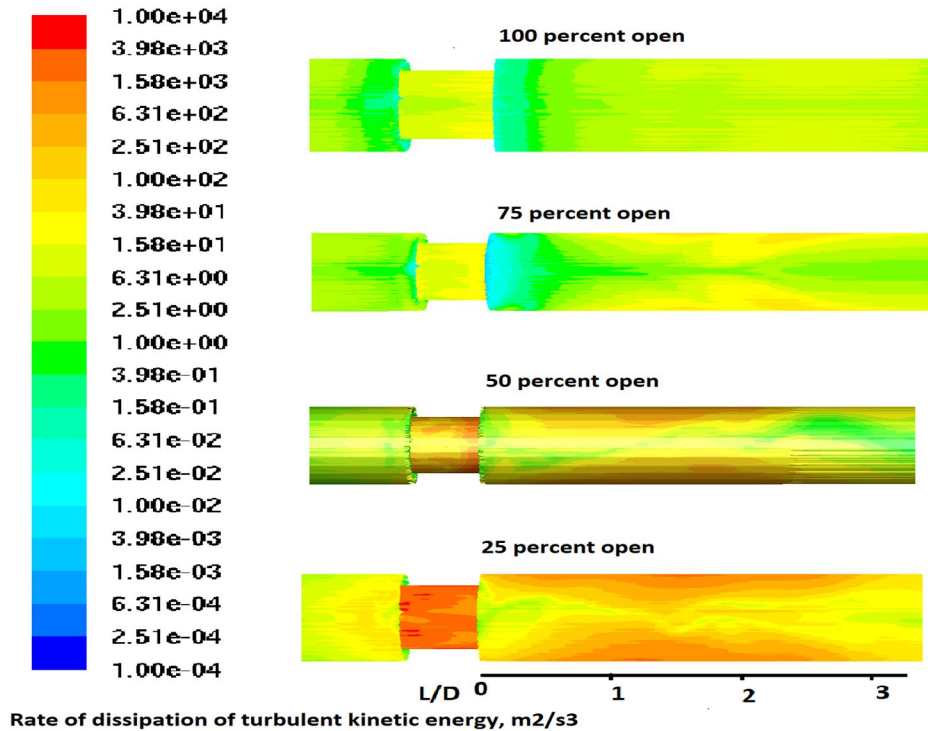 1.00e+04
3.98e+03
1.58e+03
6.31e+02
2.51e+02
1.00e+02
3.98e+01
1.58e+01
6.31e+00
2.51e+00
1.00e+00
3.98e-01
1.58e-01
6.31e-02
2.51e-02
1.00e-02
3.98e-03
1.58e-03
6.31e-04
2.51e-04
1.00e-04
100 percent open
75 percent open
50 percent open
25 percent open
L/D 0 1 2 3
Rate of dissipation of turbulent kinetic energy, m2/s3